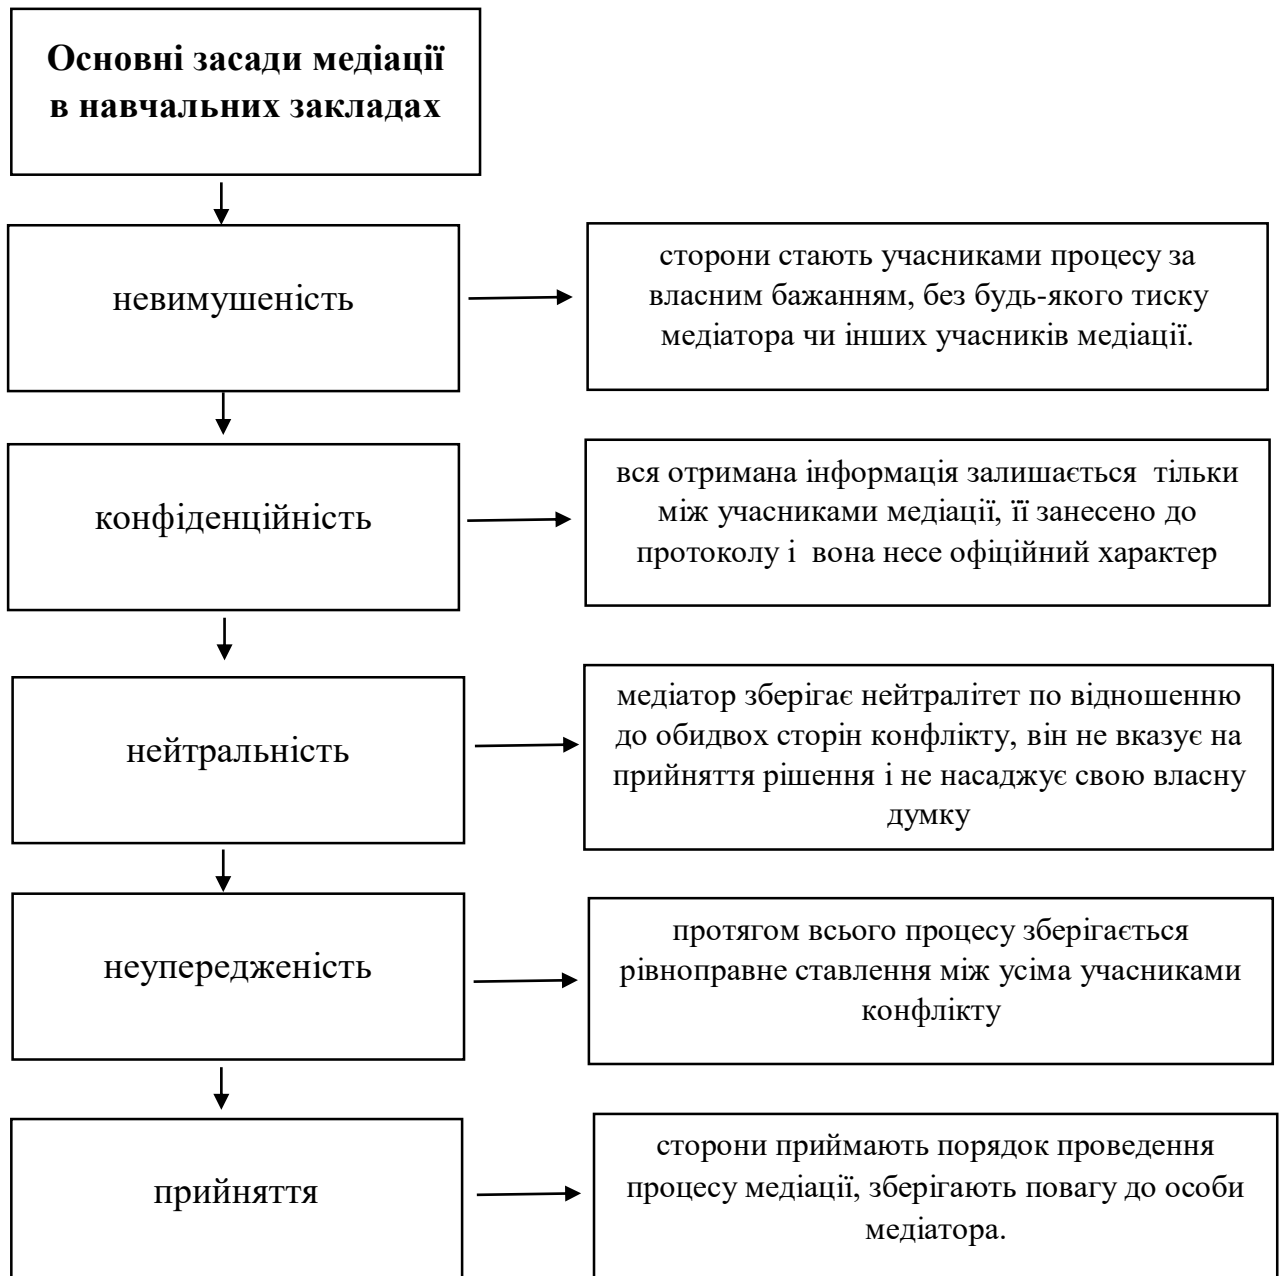 Основні засади медіації
в навчальних закладах
невимушеність
сторони стають учасниками процесу за
власним бажанням, без будь-якого тиску
медіатора чи інших учасників медіації.
конфіденційність
вся отримана інформація залишається тільки
між учасниками медіації, її занесено до
протоколу і вона несе офіційний характер
нейтральність
медіатор зберігає нейтралітет по відношенню
до обидвох сторін конфлікту, він не вказує на
прийняття рішення і не насаджує свою власну
думку
неупередженість
протягом всього процесу зберігається
рівноправне ставлення між усіма учасниками
конфлікту
прийняття
сторони приймають порядок проведення
процесу медіації, зберігають повагу до особи
медіатора.